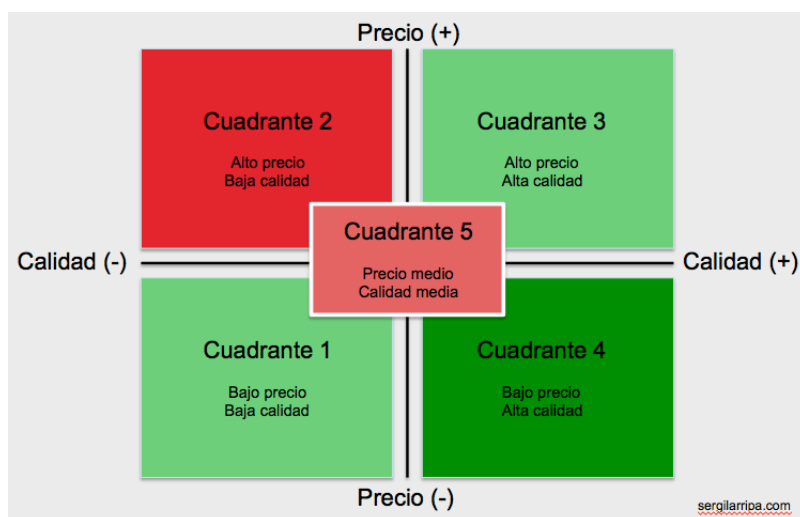 Precio (+)
Cuadrante 2
Alto precio
Baja calidad
Cuadrante 3
Alto precio
Alta calidad
Calidad (-)
Cuadrante 5
Precio medio
Calidad media
Calidad (+)
Cuadrante 1
Bajo precio
Baja calidad
Cuadrante 4
Bajo precio
Alta calidad
Precio (-)
sergilarripa.com